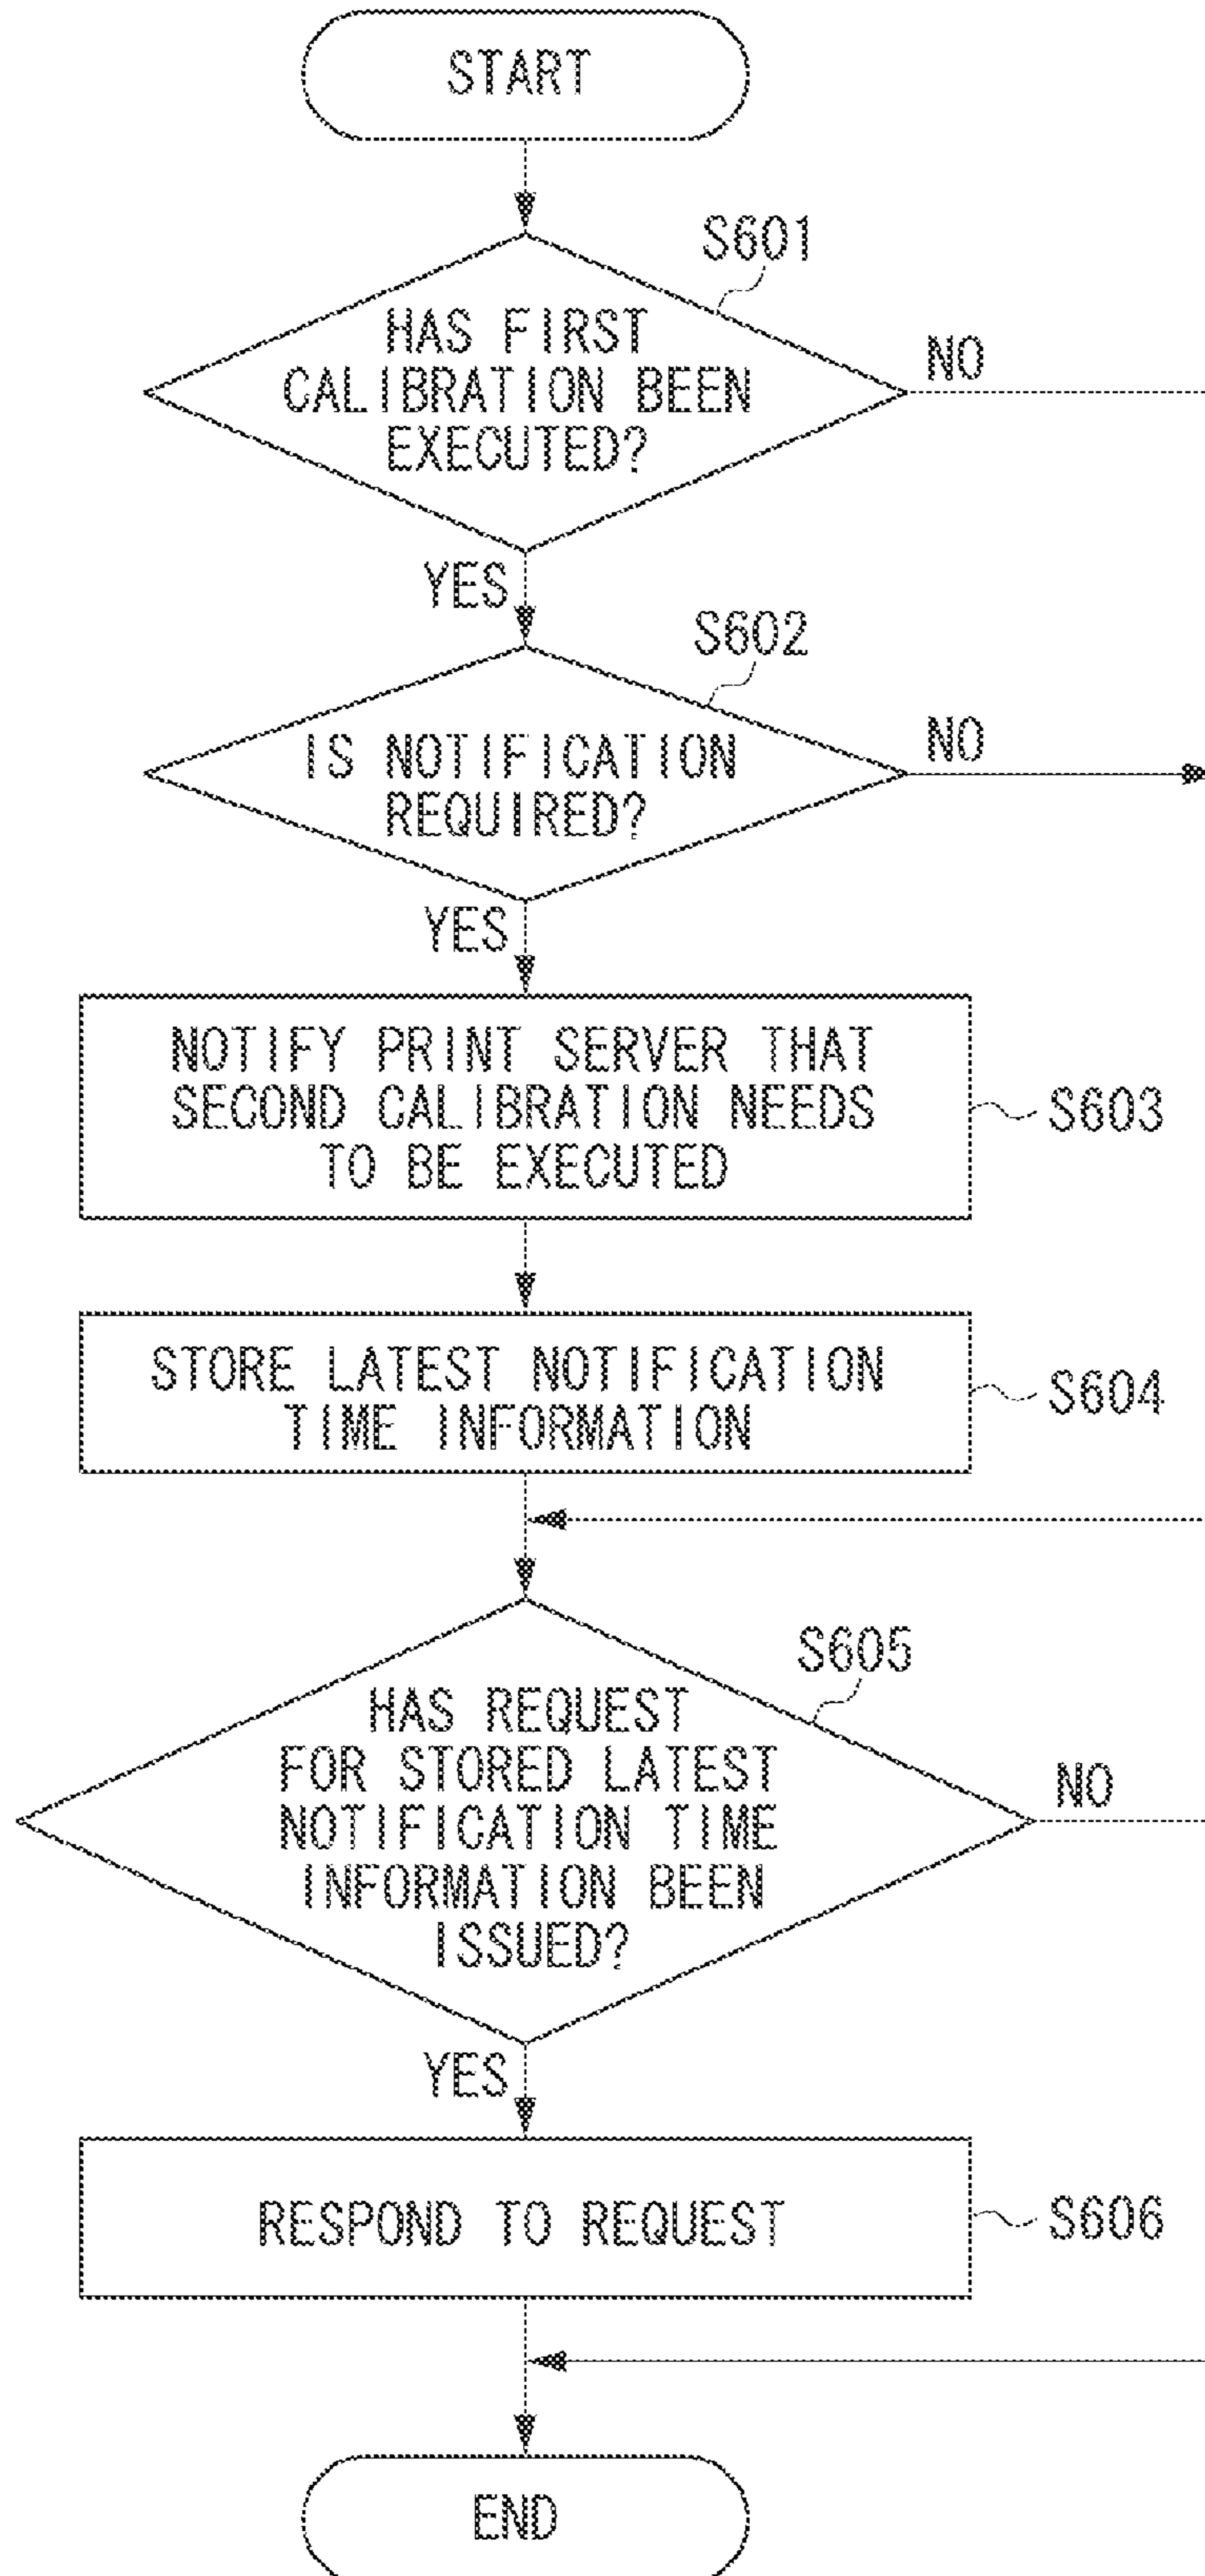 START
S601
HAS FIRST
CALIBRATION BEEN
EXECUTED?
NO
YES
S602
IS NOTIFICATION
REQUIRED?
NO
YES
NOTIFY PRINT SERVER THAT
SECOND CALIBRATION NEEDS
TO BE EXECUTED
S603
STORE LATEST NOTIFICATION
TIME INFORMATION
S604
S605
HAS REQUEST
FOR STORED LATEST
NOTIFICATION TIME
INFORMATION BEEN
ISSUED?
NO
YES
RESPOND TO REQUEST
S606
END